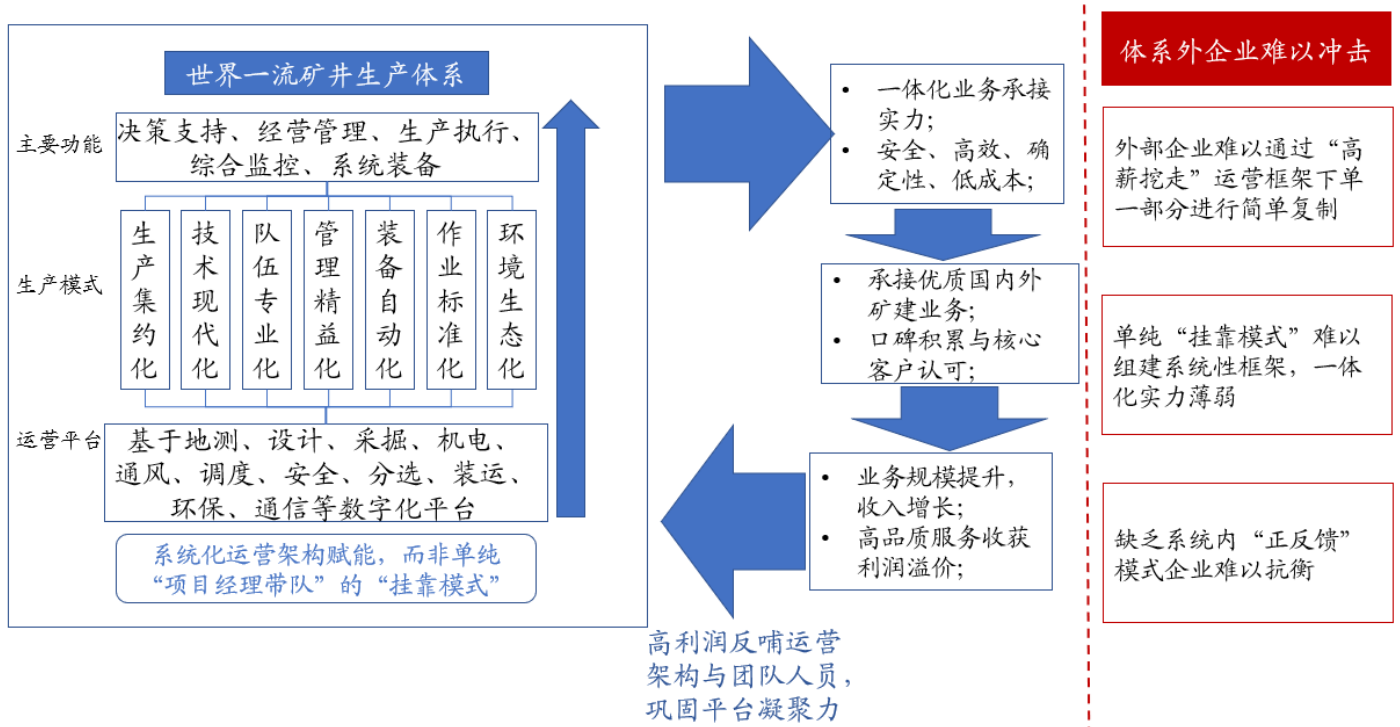 世界一流矿井生产体系
主要功能
决策支持、经营管理、生产执行、
综合监控、系统装备
生产模式
生产集约化
技术现代化
队伍专业化
管理精益化
装备自动化
作业标准化
环境生态化
运营平台
基于地测、设计、采掘、机电、
通风、调度、安全、分选、装运、
环保、通信等数字化平台
系统化运营架构赋能，而非单纯
“项目经理带队”的“挂靠模式”
• 一体化业务承接
实力；
• 安全、高效、确
定性、低成本；
• 承接优质国内外
矿建业务；
• 口碑积累与核心
客户认可；
• 业务规模提升，
收入增长；
• 高品质服务收获
利润溢价；
高利润反哺运营
架构与团队人员，
巩固平台凝聚力
体系外企业难以冲击
外部企业难以通过“高
薪挖走”运营框架下单
一部分进行简单复制
单纯“挂靠模式”难以
组建系统性框架，一体
化实力薄弱
缺乏系统内“正反馈”
模式企业难以抗衡